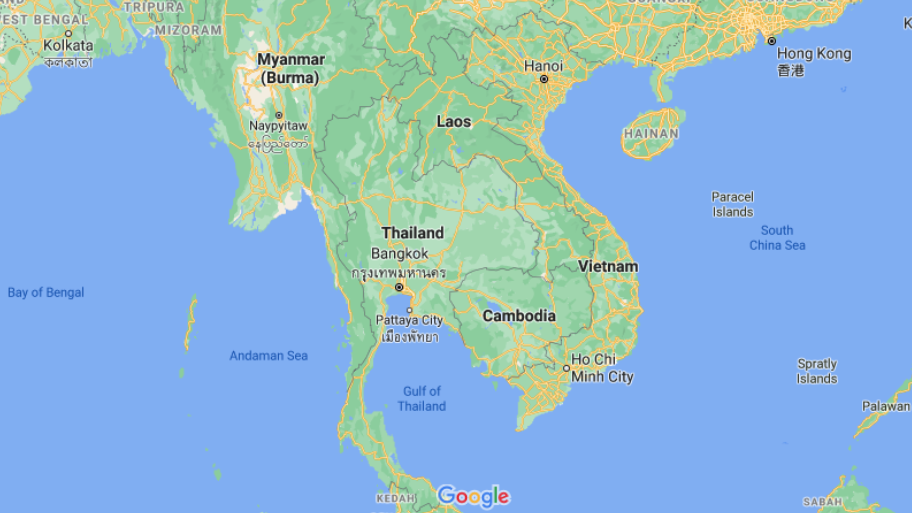 TRIPURA
MIZORAM
Kolkata
কলকাতা
Myanmar
(Burma)
Naypyitaw
နေပြည်တော်
Hanoi
Laos
Hong Kong
香港
HAINAN
Paracel
Islands
South
China Sea
Thailand
Bangkok
กรุงเทพมหานคร
Vietnam
Bay of Bengal
Pattaya City
เมืองพัทยา
Cambodia
Andaman Sea
Ho Chi
Minh City
Spratly
Islands
Gulf of
Thailand
Palawan
KEDAH
Google
SABAH